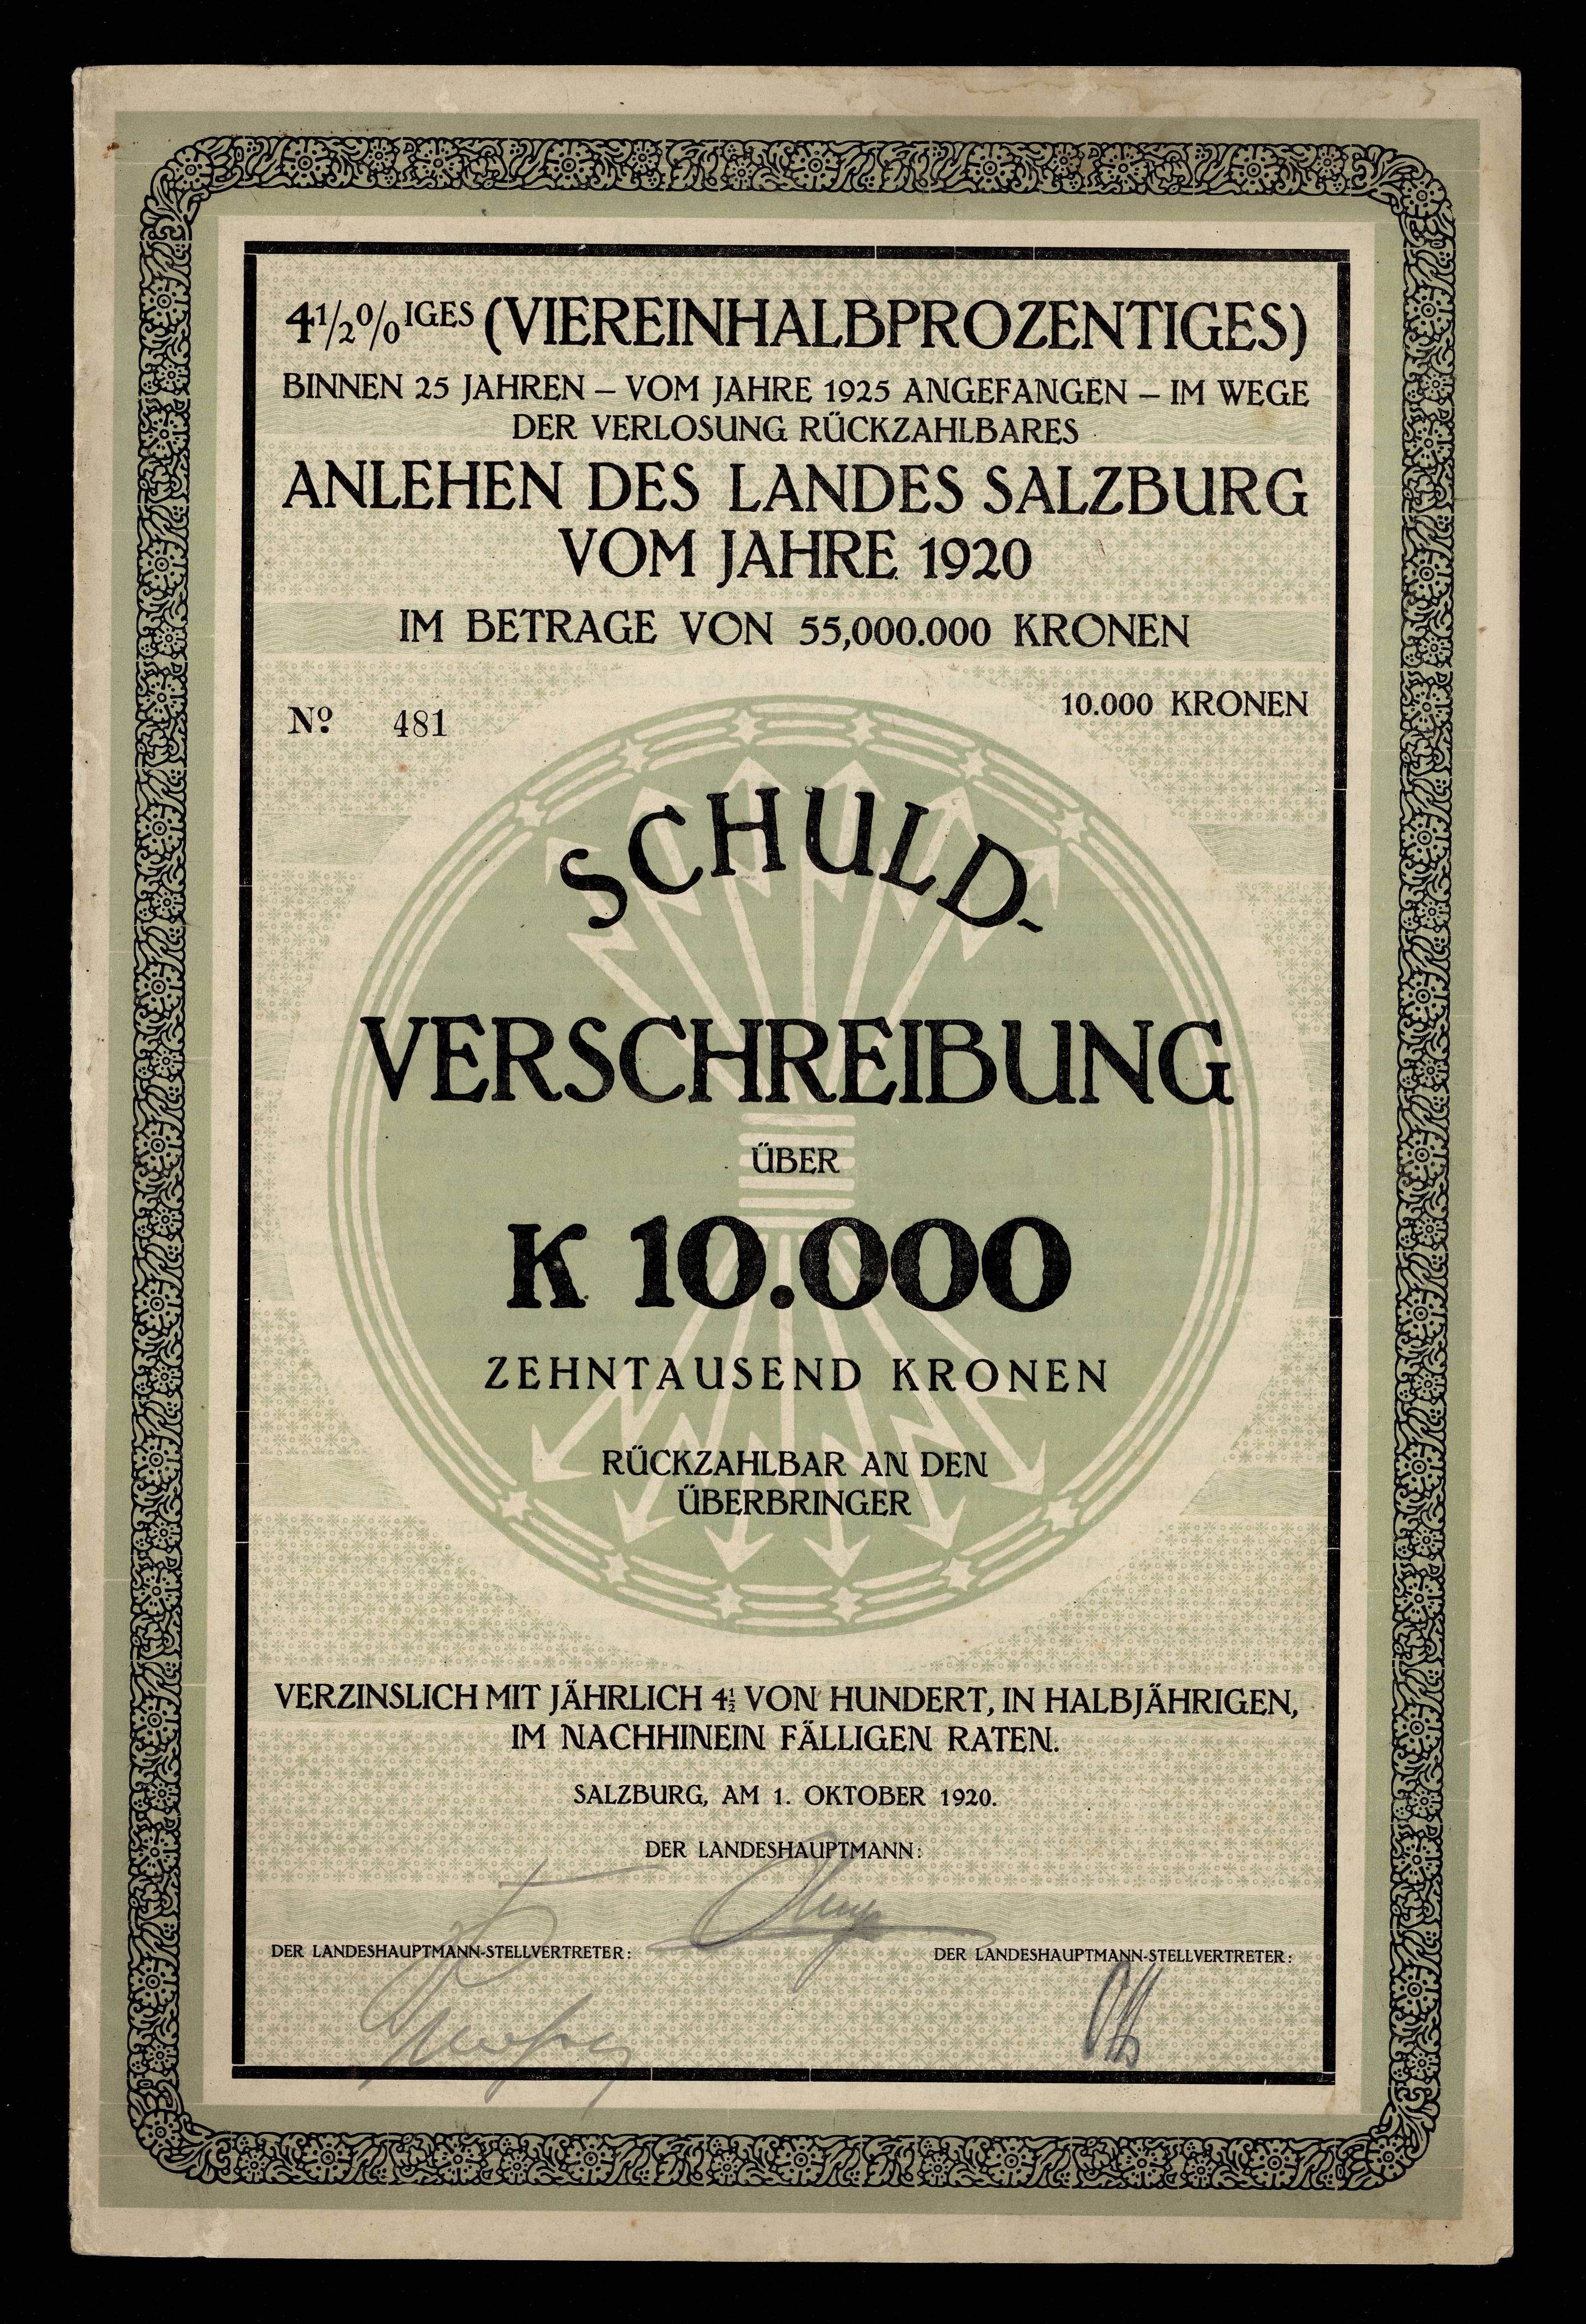 4½%IGES (VIEREINHALBPROZENTIGES)
BINNEN 25 JAHREN – VOM JAHRE 1925 ANGEFANGEN – IM WEGE
DER VERLOSUNG RÜCKZAHLBARES
ANLEHEN DES LANDES SALZBURG
VOM JAHRE 1920
IM BETRAGE VON 55,000.000 KRONEN
Nº 481
10.000 KRONEN
SCHULD-
VERSCHREIBUNG
ÜBER
K 10.000
ZEHNTAUSEND KRONEN
RÜCKZAHLBAR AN DEN
ÜBERBRINGER
VERZINSLICH MIT JÄHRLICH 4½ VON HUNDERT, IN HALBJÄHRIGEN,
IM NACHHINEIN FÄLLIGEN RATEN.
SALZBURG, AM 1. OKTOBER 1920.
DER LANDESHAUPTMANN:
DER LANDESHAUPTMANN-STELLVERTRETER:
DER LANDESHAUPTMANN-STELLVERTRETER: